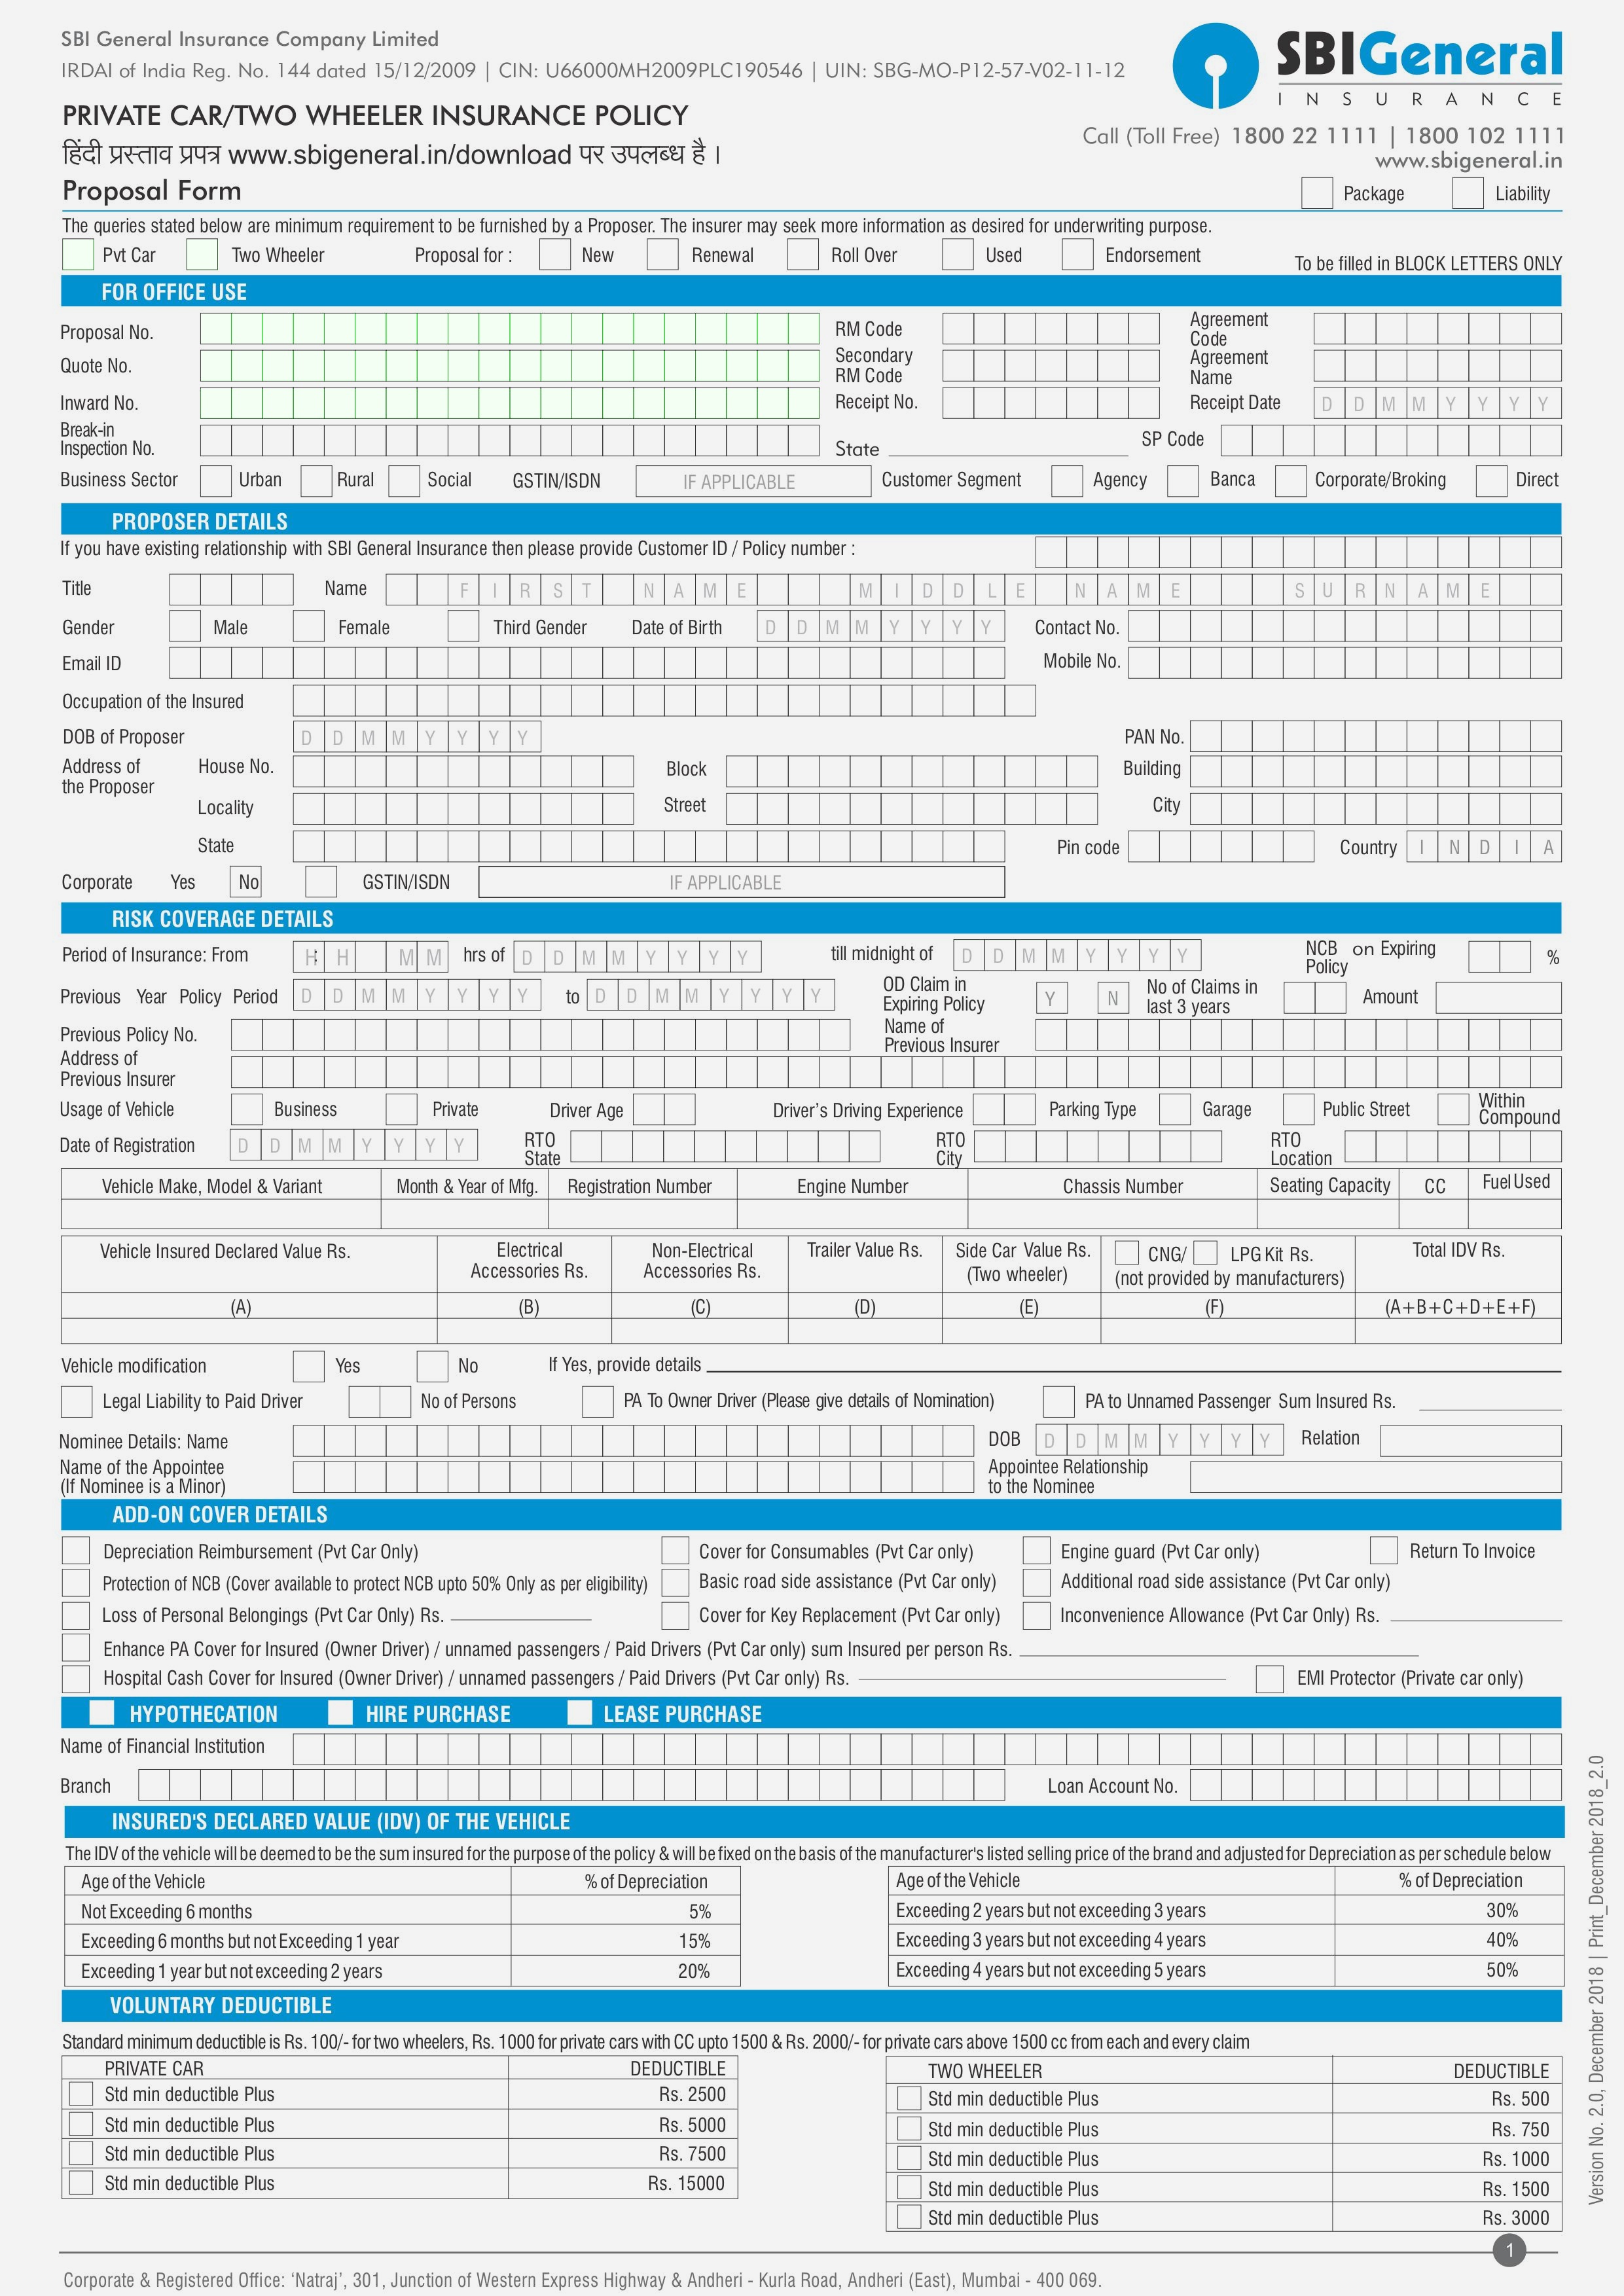 SBI General Insurance Company Limited
IRDAI of India Reg. No. 144 dated 15/12/2009 | CIN: U66000MH2009PLC190546 | UIN: SBG-MO-P12-57-V02-11-12
SBIGeneral
INSURANCE
PRIVATE CAR/TWO WHEELER INSURANCE POLICY
Call (Toll Free) 1800 22 1111 | 1800 102 1111
हिंदी प्रस्ताव प्रपत्र www.sbigeneral.in/download पर उपलब्ध है ।
www.sbigeneral.in
Proposal Form
Package Liability
The queries stated below are minimum requirement to be furnished by a Proposer. The insurer may seek more information as desired for underwriting purpose.
Pvt Car Two Wheeler Proposal for : New Renewal Roll Over Used Endorsement To be filled in BLOCK LETTERS ONLY
FOR OFFICE USE
Proposal No. RM Code Agreement Code
Quote No. Secondary RM Code Agreement Name
Inward No. Receipt No. Receipt Date D D M M Y Y Y Y
Break-in Inspection No. State SP Code
Business Sector Urban Rural Social GSTIN/ISDN IF APPLICABLE Customer Segment Agency Banca Corporate/Broking Direct
PROPOSER DETAILS
If you have existing relationship with SBI General Insurance then please provide Customer ID / Policy number :
Title Name F I R S T N A M E M I D D L E N A M E S U R N A M E
Gender Male Female Third Gender Date of Birth D D M M Y Y Y Y Contact No.
Email ID Mobile No.
Occupation of the Insured
DOB of Proposer D D M M Y Y Y Y PAN No.
Address of the Proposer House No. Block Building
Locality Street City
State Pin code Country I N D I A
Corporate Yes No GSTIN/ISDN IF APPLICABLE
RISK COVERAGE DETAILS
Period of Insurance: From H : H M M hrs of D D M M Y Y Y Y till midnight of D D M M Y Y Y Y NCB on Expiring Policy %
Previous Year Policy Period D D M M Y Y Y Y to D D M M Y Y Y Y OD Claim in Expiring Policy Y N No of Claims in last 3 years Amount
Previous Policy No. Name of Previous Insurer
Address of Previous Insurer
Usage of Vehicle Business Private Driver Age Driver's Driving Experience Parking Type Garage Public Street Within Compound
Date of Registration D D M M Y Y Y Y RTO State RTO City RTO Location
Vehicle Make, Model & Variant Month & Year of Mfg. Registration Number Engine Number Chassis Number Seating Capacity CC Fuel Used
Vehicle Insured Declared Value Rs. Electrical Accessories Rs. Non-Electrical Accessories Rs. Trailer Value Rs. Side Car Value Rs. (Two wheeler) CNG/ LPG Kit Rs. (not provided by manufacturers) Total IDV Rs.
(A) (B) (C) (D) (E) (F) (A+B+C+D+E+F)
Vehicle modification Yes No If Yes, provide details
Legal Liability to Paid Driver No of Persons PA To Owner Driver (Please give details of Nomination) PA to Unnamed Passenger Sum Insured Rs.
Nominee Details: Name DOB D D M M Y Y Y Y Relation
Name of the Appointee (If Nominee is a Minor) Appointee Relationship to the Nominee
ADD-ON COVER DETAILS
Depreciation Reimbursement (Pvt Car Only) Cover for Consumables (Pvt Car only) Engine guard (Pvt Car only) Return To Invoice
Protection of NCB (Cover available to protect NCB upto 50% Only as per eligibility) Basic road side assistance (Pvt Car only) Additional road side assistance (Pvt Car only)
Loss of Personal Belongings (Pvt Car Only) Rs. Cover for Key Replacement (Pvt Car only) Inconvenience Allowance (Pvt Car Only) Rs.
Enhance PA Cover for Insured (Owner Driver) / unnamed passengers / Paid Drivers (Pvt Car only) sum Insured per person Rs.
Hospital Cash Cover for Insured (Owner Driver) / unnamed passengers / Paid Drivers (Pvt Car only) Rs. EMI Protector (Private car only)
HYPOTHECATION HIRE PURCHASE LEASE PURCHASE
Name of Financial Institution
Branch Loan Account No.
INSURED'S DECLARED VALUE (IDV) OF THE VEHICLE
The IDV of the vehicle will be deemed to be the sum insured for the purpose of the policy & will be fixed on the basis of the manufacturer's listed selling price of the brand and adjusted for Depreciation as per schedule below
Age of the Vehicle % of Depreciation Age of the Vehicle % of Depreciation
Not Exceeding 6 months 5% Exceeding 2 years but not exceeding 3 years 30%
Exceeding 6 months but not Exceeding 1 year 15% Exceeding 3 years but not exceeding 4 years 40%
Exceeding 1 year but not exceeding 2 years 20% Exceeding 4 years but not exceeding 5 years 50%
VOLUNTARY DEDUCTIBLE
Standard minimum deductible is Rs. 100/- for two wheelers, Rs. 1000 for private cars with CC upto 1500 & Rs. 2000/- for private cars above 1500 cc from each and every claim
PRIVATE CAR DEDUCTIBLE TWO WHEELER DEDUCTIBLE
Std min deductible Plus Rs. 2500 Std min deductible Plus Rs. 500
Std min deductible Plus Rs. 5000 Std min deductible Plus Rs. 750
Std min deductible Plus Rs. 7500 Std min deductible Plus Rs. 1000
Std min deductible Plus Rs. 15000 Std min deductible Plus Rs. 1500
Std min deductible Plus Rs. 3000
Version No. 2.0, December 2018 | Print_December 2018_2.0
1
Corporate & Registered Office: ‘Natraj’, 301, Junction of Western Express Highway & Andheri - Kurla Road, Andheri (East), Mumbai - 400 069.